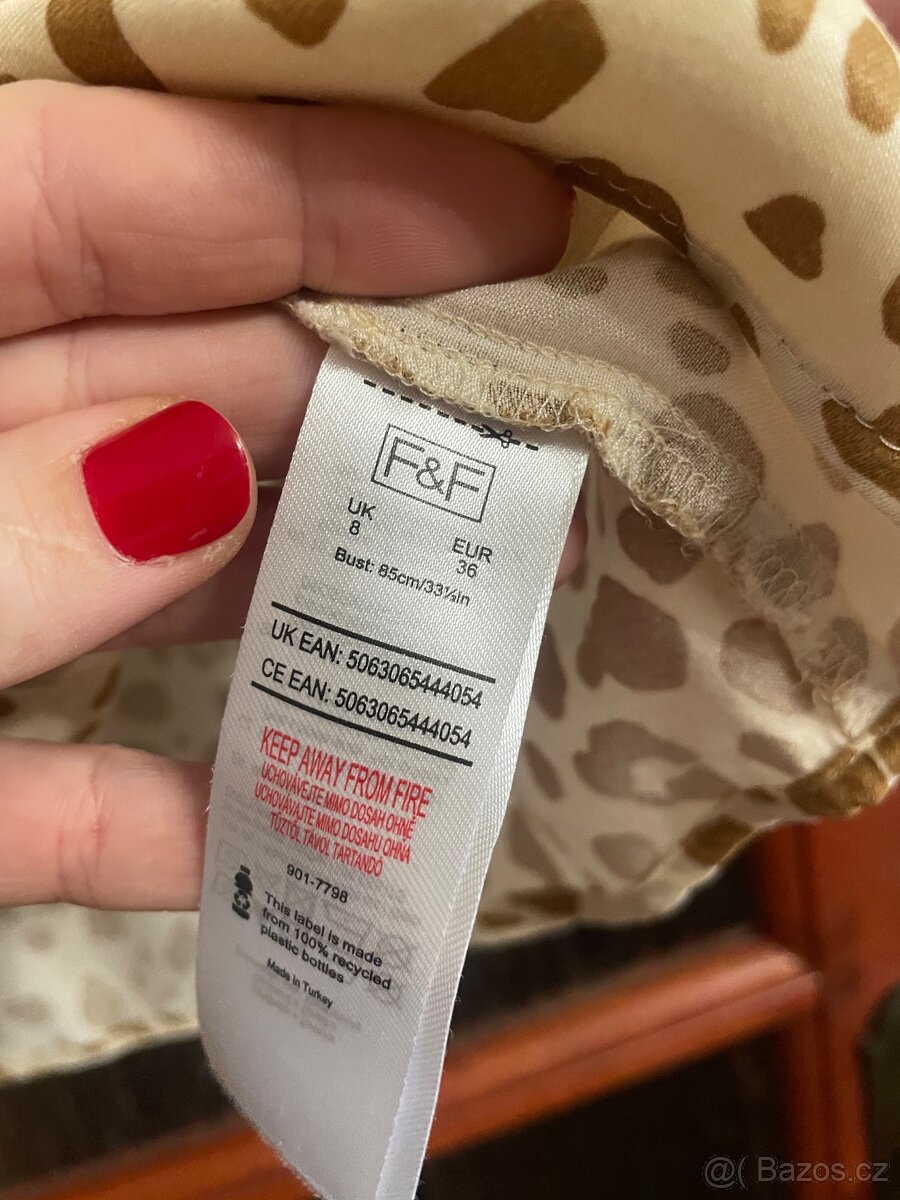 F&F
UK
8
EUR
36
Bust: 85cm/33½in
UK EAN: 5063065444054
CE EAN: 5063065444054
KEEP AWAY FROM FIRE
UCHOVÁVEJTE MIMO DOSAH OHNĚ
UCHOVÁVAJTE MIMO DOSAHU OHŇA
TŰZTŐL TÁVOL TARTANDÓ
901-7798
This label is made
from 100% recycled
plastic bottles
Made in Turkey
@( Bazos.cz